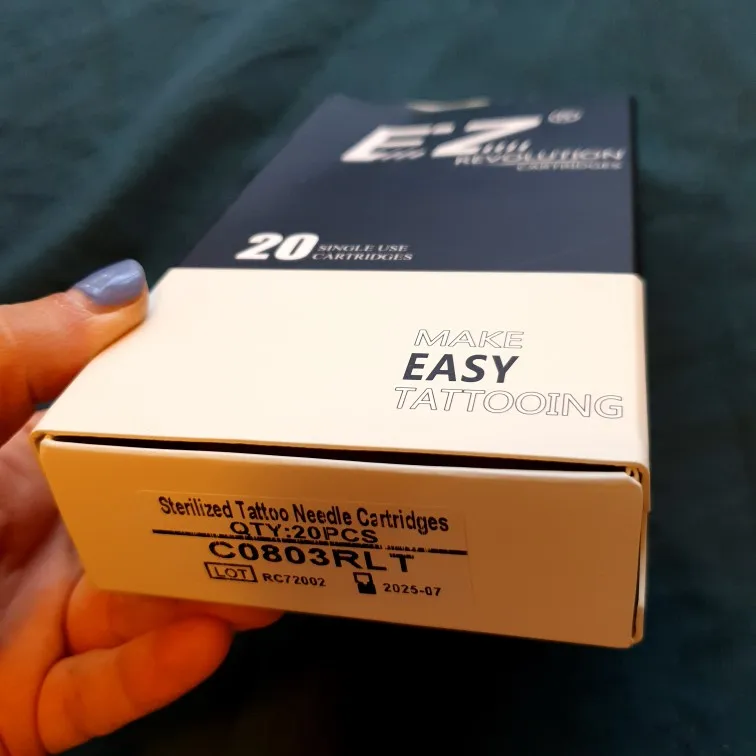 EZ®
REVOLUTION
CARTRIDGES
20 SINGLE USE
CARTRIDGES
MAKE
EASY
TATTOOING
Sterilized Tattoo Needle Cartridges
QTY:20PCS
C0803RLT
LOT RC72002 2025-07